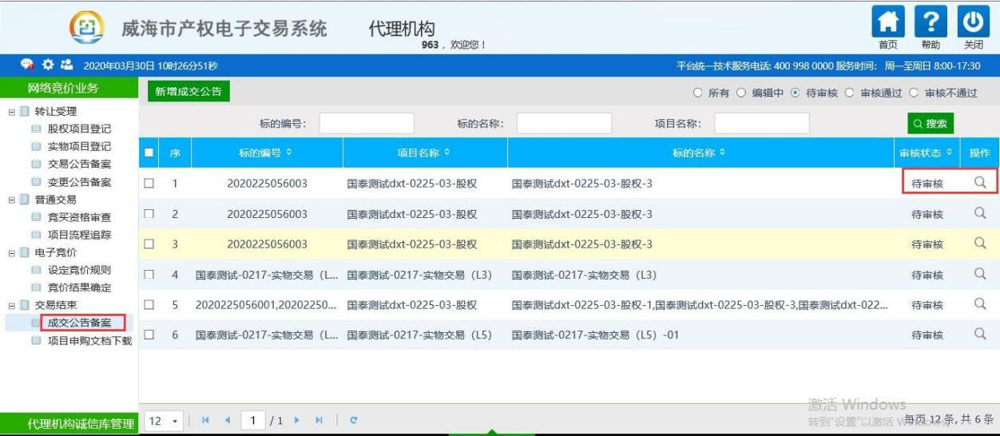 威海市产权电子交易系统
代理机构
963，欢迎您！
首页 帮助 关闭
2020年03月30日 10时26分51秒
平台统一技术服务电话: 400 998 0000 服务时间: 周一至周日 8:00-17:30
网络竞价业务
转让受理
股权项目登记
实物项目登记
交易公告备案
变更公告备案
普通交易
竞买资格审查
项目流程追踪
电子竞价
设定竞价规则
竞价结果确定
交易结束
成交公告备案
项目申购文档下载
代理机构诚信库管理
新增成交公告
所有 编辑中 待审核 审核通过 审核不通过
标的编号: 标的名称: 项目名称: 搜索
序 标的编号 项目名称 标的名称 审核状态 操作
1 2020225056003 国泰测试dxt-0225-03-股权 国泰测试dxt-0225-03-股权-3 待审核
2 2020225056003 国泰测试dxt-0225-03-股权 国泰测试dxt-0225-03-股权-3 待审核
3 2020225056003 国泰测试dxt-0225-03-股权 国泰测试dxt-0225-03-股权-3 待审核
4 国泰测试-0217-实物交易（L... 国泰测试-0217-实物交易（L3） 国泰测试-0217-实物交易（L3） 待审核
5 2020225056001,20202250... 国泰测试dxt-0225-03-股权 国泰测试dxt-0225-03-股权-1,国泰测试dxt-0225-03-股权-3,国泰测试dxt-022... 待审核
6 国泰测试-0217-实物交易（L... 国泰测试-0217-实物交易（L5） 国泰测试-0217-实物交易（L5）-01 待审核
12 1 / 1
激活 Windows
转到"设置"以激活 Windows。
每页 12 条, 共 6 条